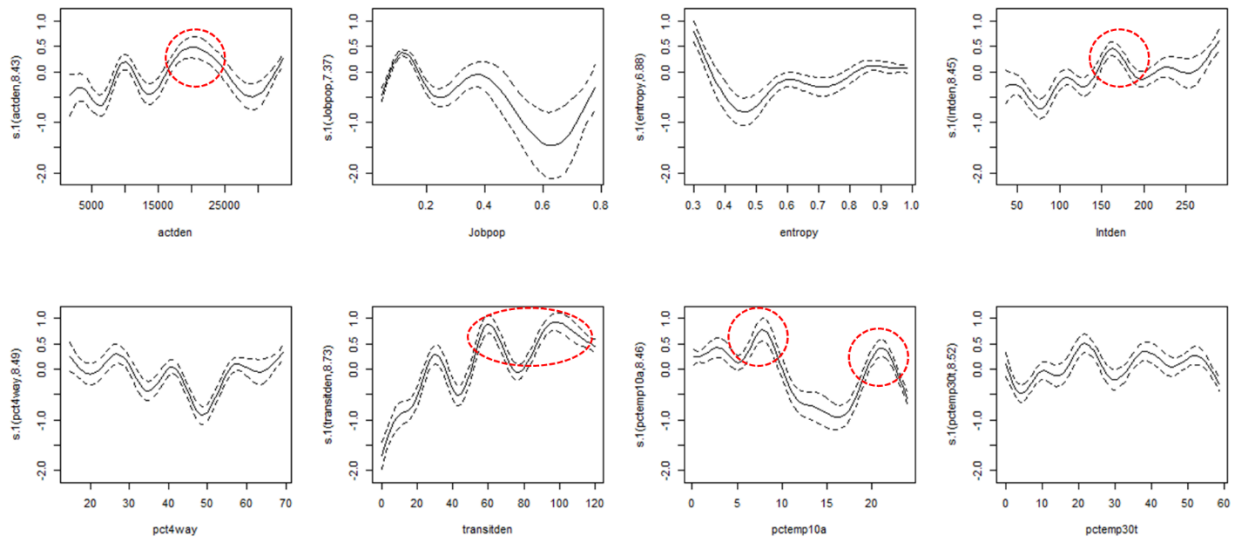 s.1(actden,8.43)
1.0
0.5
0.0
-1.0
-2.0
5000 15000 25000
actden
s.1(Jobpop,7.37)
1.0
0.5
0.0
-1.0
-2.0
0.2 0.4 0.6 0.8
Jobpop
s.1(entropy,6.88)
1.0
0.5
0.0
-1.0
-2.0
0.3 0.4 0.5 0.6 0.7 0.8 0.9 1.0
entropy
s.1(Intden,8.45)
1.0
0.5
0.0
-1.0
-2.0
50 100 150 200 250
Intden
s.1(pct4way,8.49)
1.0
0.5
0.0
-1.0
-2.0
20 30 40 50 60 70
pct4way
s.1(transitden,8.73)
1.0
0.5
0.0
-1.0
-2.0
0 20 40 60 80 100 120
transitden
s.1(pctemp10a,8.46)
1.0
0.5
0.0
-1.0
-2.0
0 5 10 15 20
pctemp10a
s.1(pctemp30t,8.52)
1.0
0.5
0.0
-1.0
-2.0
0 10 20 30 40 50 60
pctemp30t